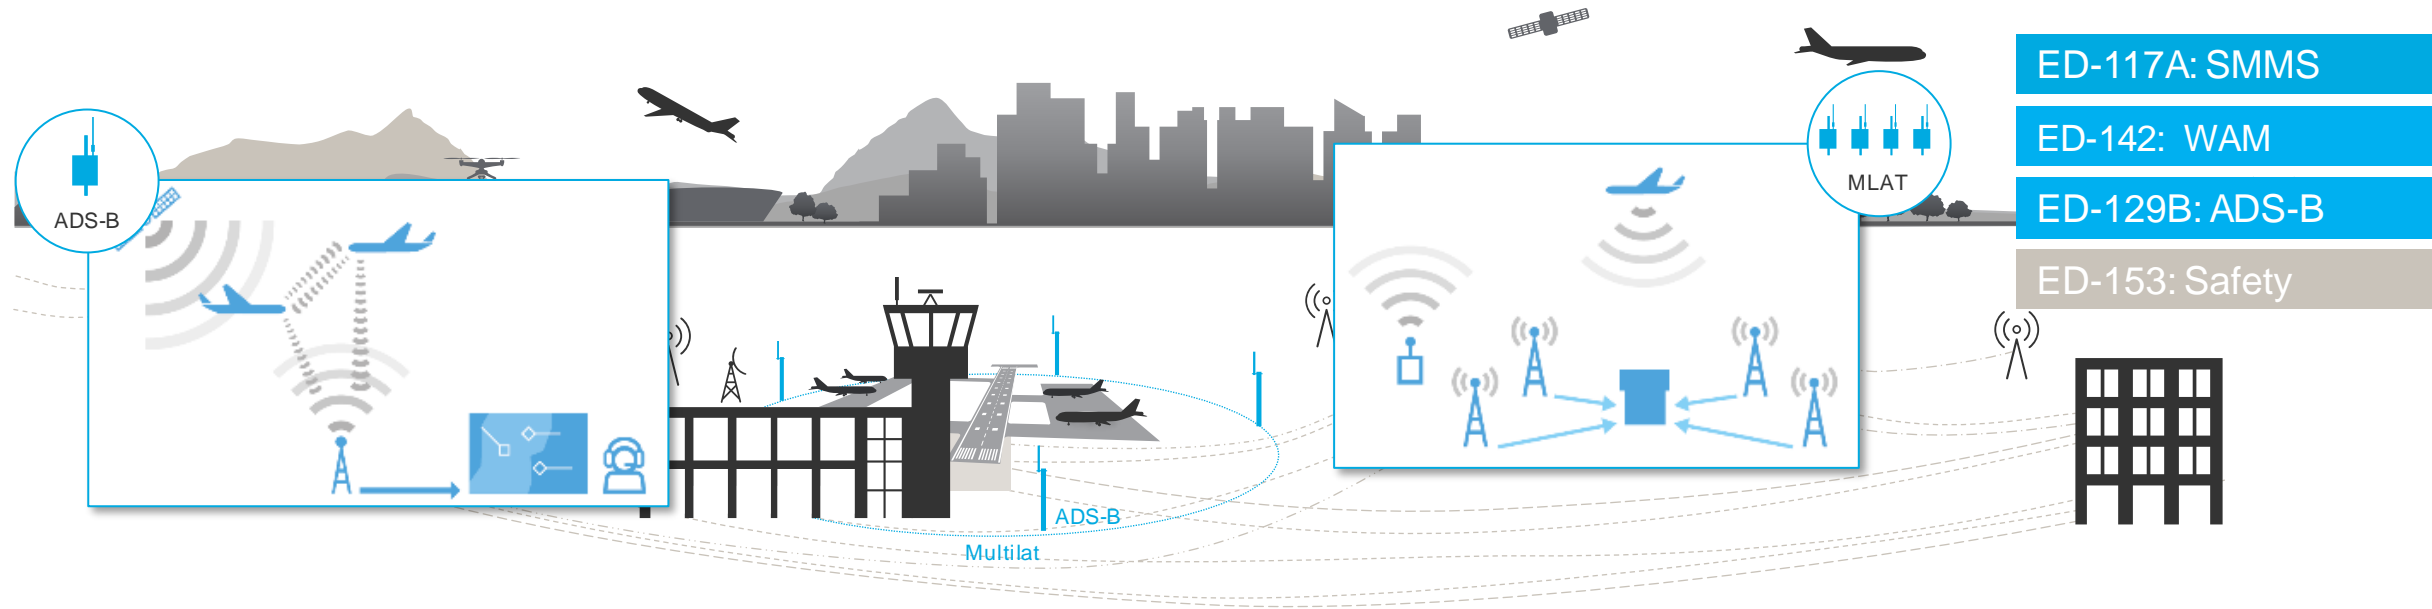 ED-117A: SMMS
ED-142: WAM
ED-129B: ADS-B
ED-153: Safety
ADS-B
MLAT
ADS-B
Multilat